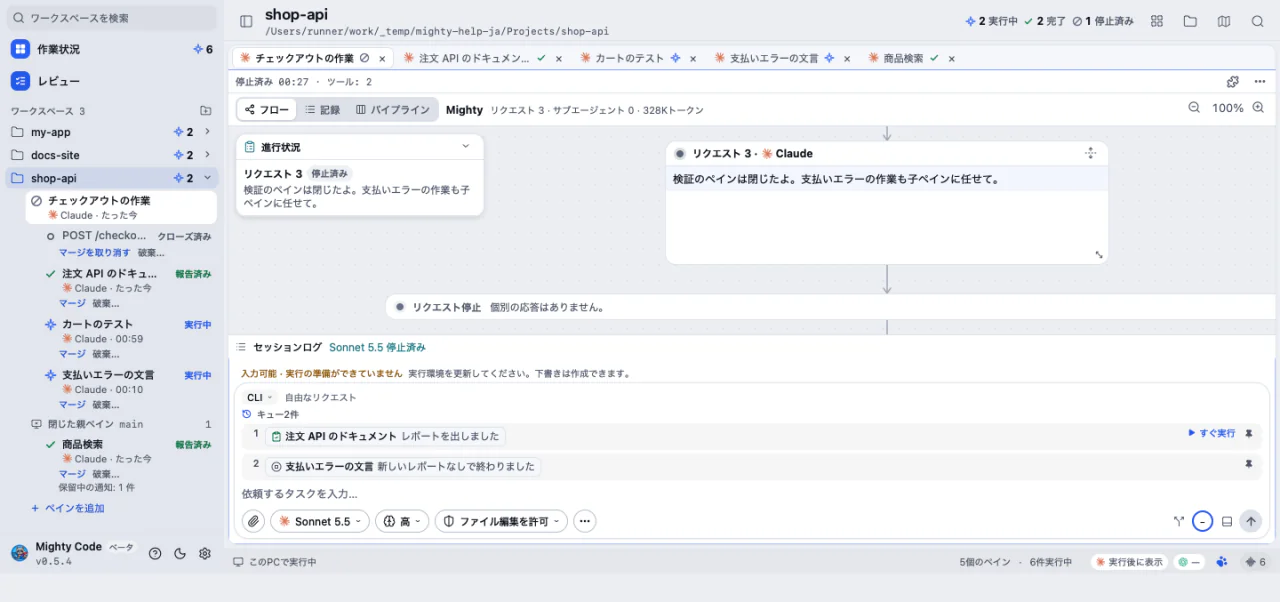 ワークスペースを検索
作業状況
6
レビュー
ワークスペース 3
my-app
2
docs-site
2
shop-api
2
チェックアウトの作業
Claude · たった今
POST /checko... クローズ済み
マージを取り消す 破棄...
注文 API のドキュ... 報告済み
Claude · たった今
マージ 破棄...
カートのテスト 実行中
Claude · 00:59
マージ 破棄...
支払いエラーの文言 実行中
Claude · 00:10
マージ 破棄...
閉じた親ペイン main 1
商品検索 報告済み
Claude · たった今
マージ 破棄...
保留中の通知: 1 件
+ ペインを追加
Mighty Code ベータ
v0.5.4
shop-api
/Users/runner/work/_temp/mighty-help-ja/Projects/shop-api
2 実行中 2 完了 1 停止済み
チェックアウトの作業 ×
注文 API のドキュメン... ×
カートのテスト ×
支払いエラーの文言 ×
商品検索 ×
停止済み 00:27 · ツール: 2
フロー 記録 パイプライン Mighty リクエスト 3 · サブエージェント 0 · 328Kトークン
100%
進行状況
リクエスト 3 停止済み
検証のペインは閉じたよ。支払いエラーの作業も子
ペインに任せて。
リクエスト 3 · Claude
検証のペインは閉じたよ。支払いエラーの作業も子ペインに任せて。
リクエスト停止 個別の応答はありません。
セッションログ Sonnet 5.5 停止済み
入力可能・実行の準備ができていません 実行環境を更新してください。下書きは作成できます。
CLI 自由なリクエスト
キュー2件
1 注文 API のドキュメント レポートを出しました
すぐ実行
2 支払いエラーの文言 新しいレポートなしで終わりました
依頼するタスクを入力...
Sonnet 5.5 高 ファイル編集を許可
このPCで実行中
5個のペイン · 6件実行中
実行後に表示
—
6